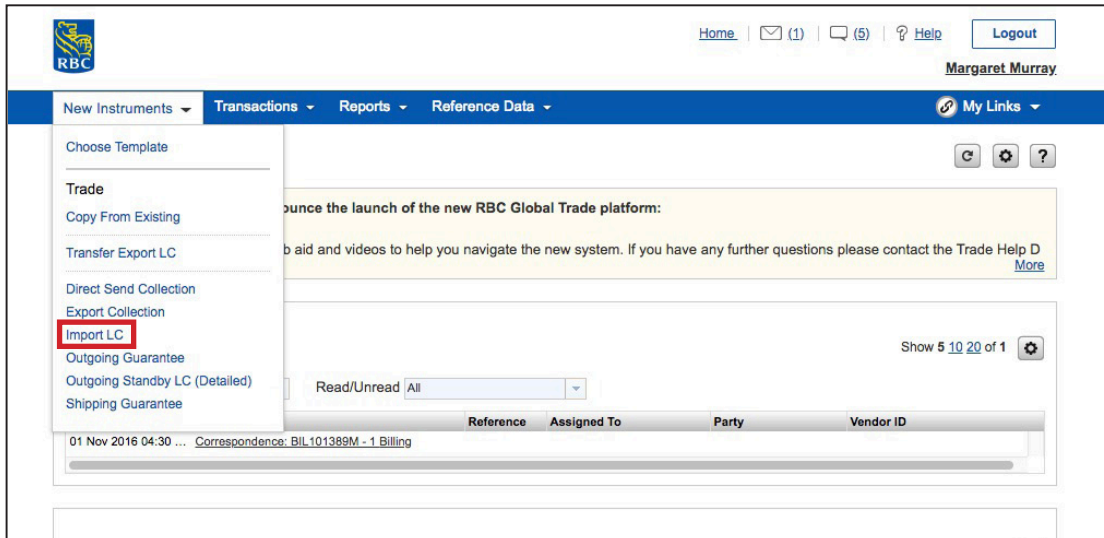 Home (1) (5) Help Logout
RBC
Margaret Murray
New Instruments Transactions Reports Reference Data My Links
Choose Template
Trade
ounce the launch of the new RBC Global Trade platform:
Copy From Existing
Transfer Export LC
b aid and videos to help you navigate the new system. If you have any further questions please contact the Trade Help D
More
Direct Send Collection
Export Collection
Import LC
Show 5 10 20 of 1
Outgoing Guarantee
Outgoing Standby LC (Detailed)
Read/Unread All
Shipping Guarantee
Reference Assigned To Party Vendor ID
01 Nov 2016 04:30 ... Correspondence: BIL101389M - 1 Billing